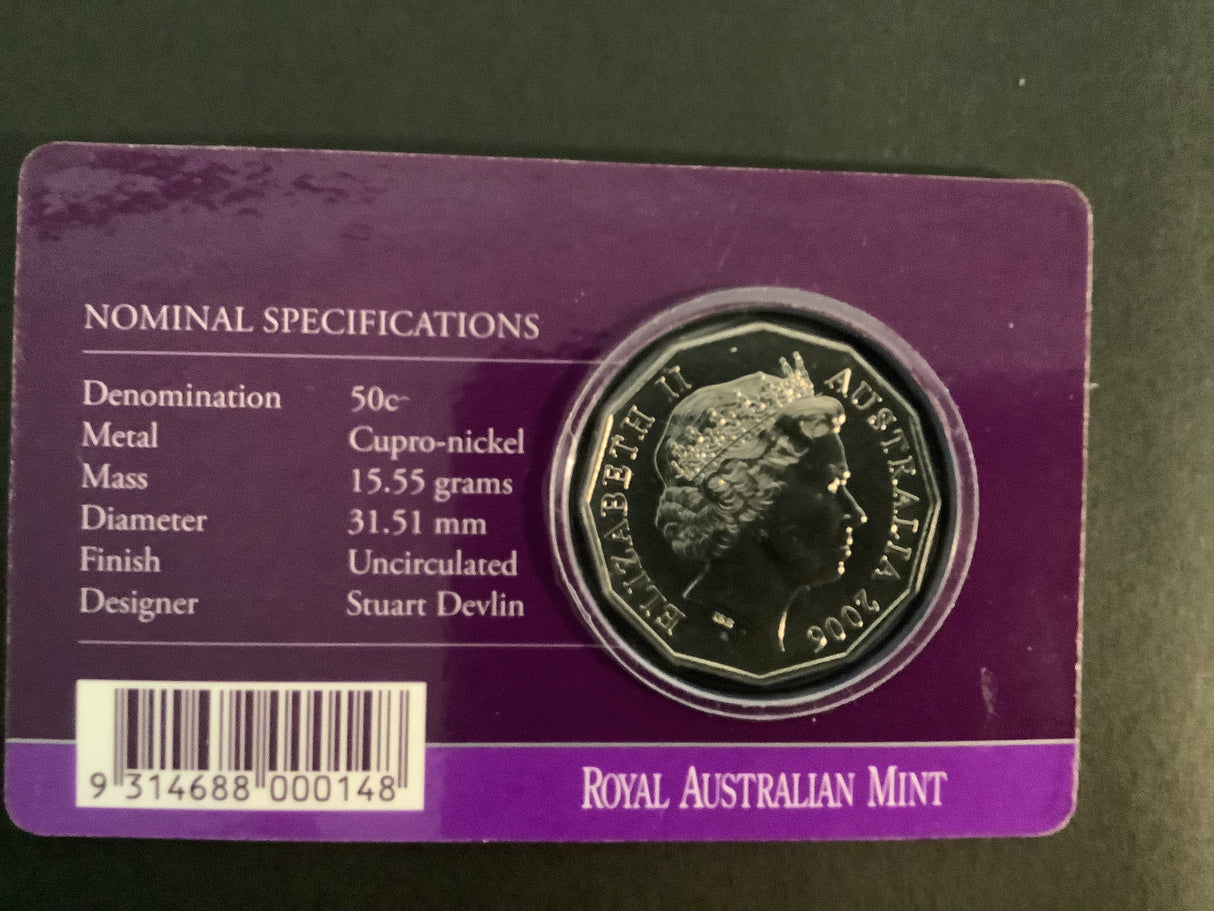 NOMINAL SPECIFICATIONS
Denomination 50c
Metal Cupro-nickel
Mass 15.55 grams
Diameter 31.51 mm
Finish Uncirculated
Designer Stuart Devlin
ELIZABETH II
AUSTRALIA 2006
9 314688 000148
ROYAL AUSTRALIAN MINT